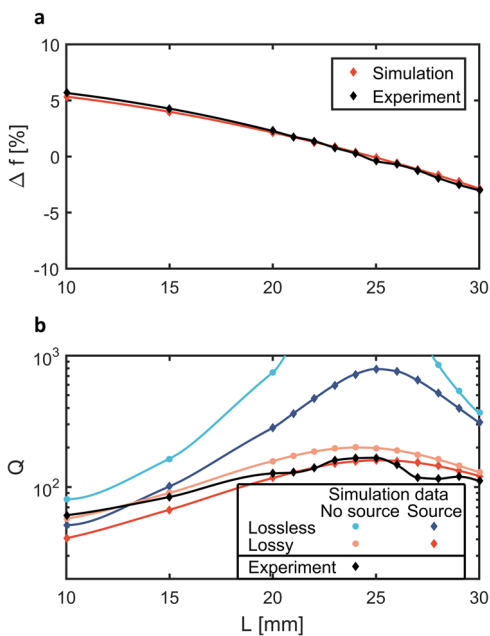 a
10
5
0
-5
-10
Δ f [%]
Simulation
Experiment
10 15 20 25 30
b
10³
10²
Q
Simulation data
No source Source
Lossless
Lossy
Experiment
10 15 20 25 30
L [mm]